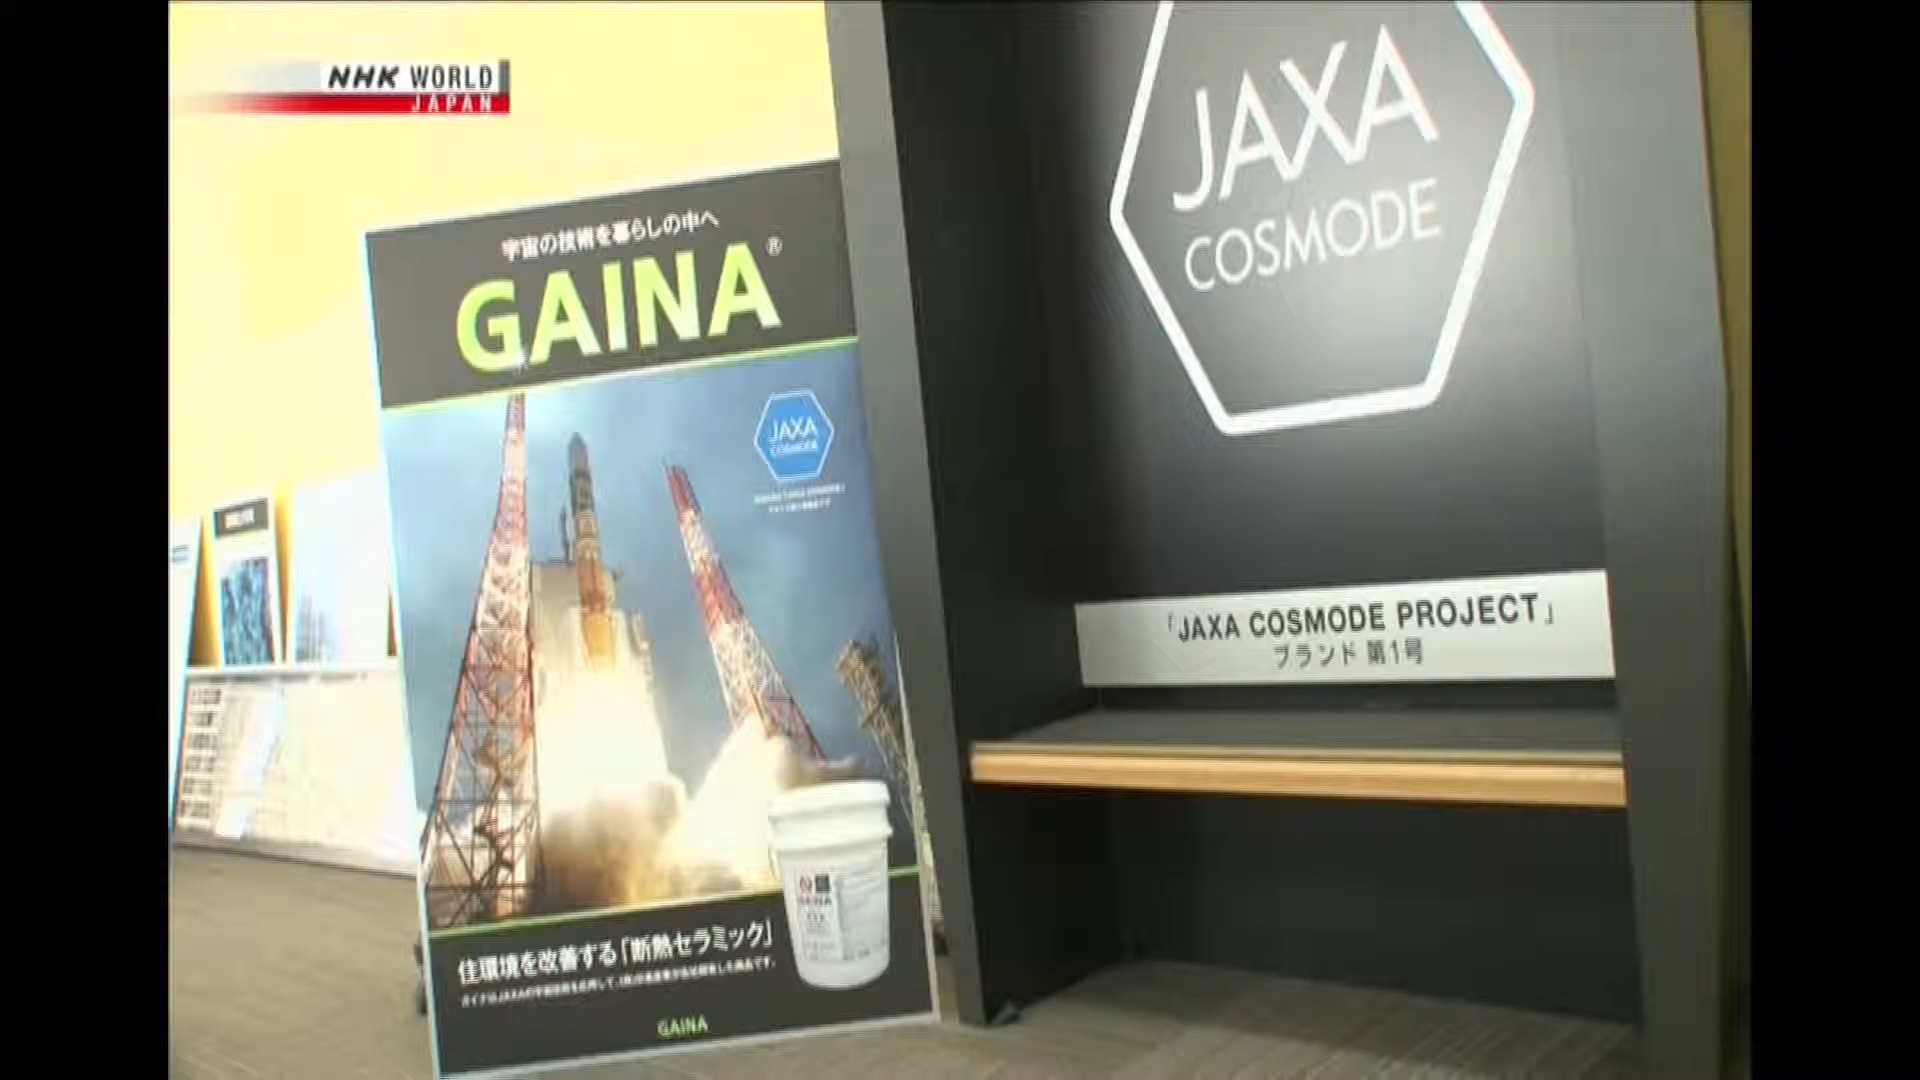 NHK WORLD
JAPAN
宇宙の技術を暮らしの中へ
GAINA®
JAXA
COSMODE
住環境を改善する「断熱セラミック」
GAINA
JAXA
COSMODE
「JAXA COSMODE PROJECT」
ブランド 第1号